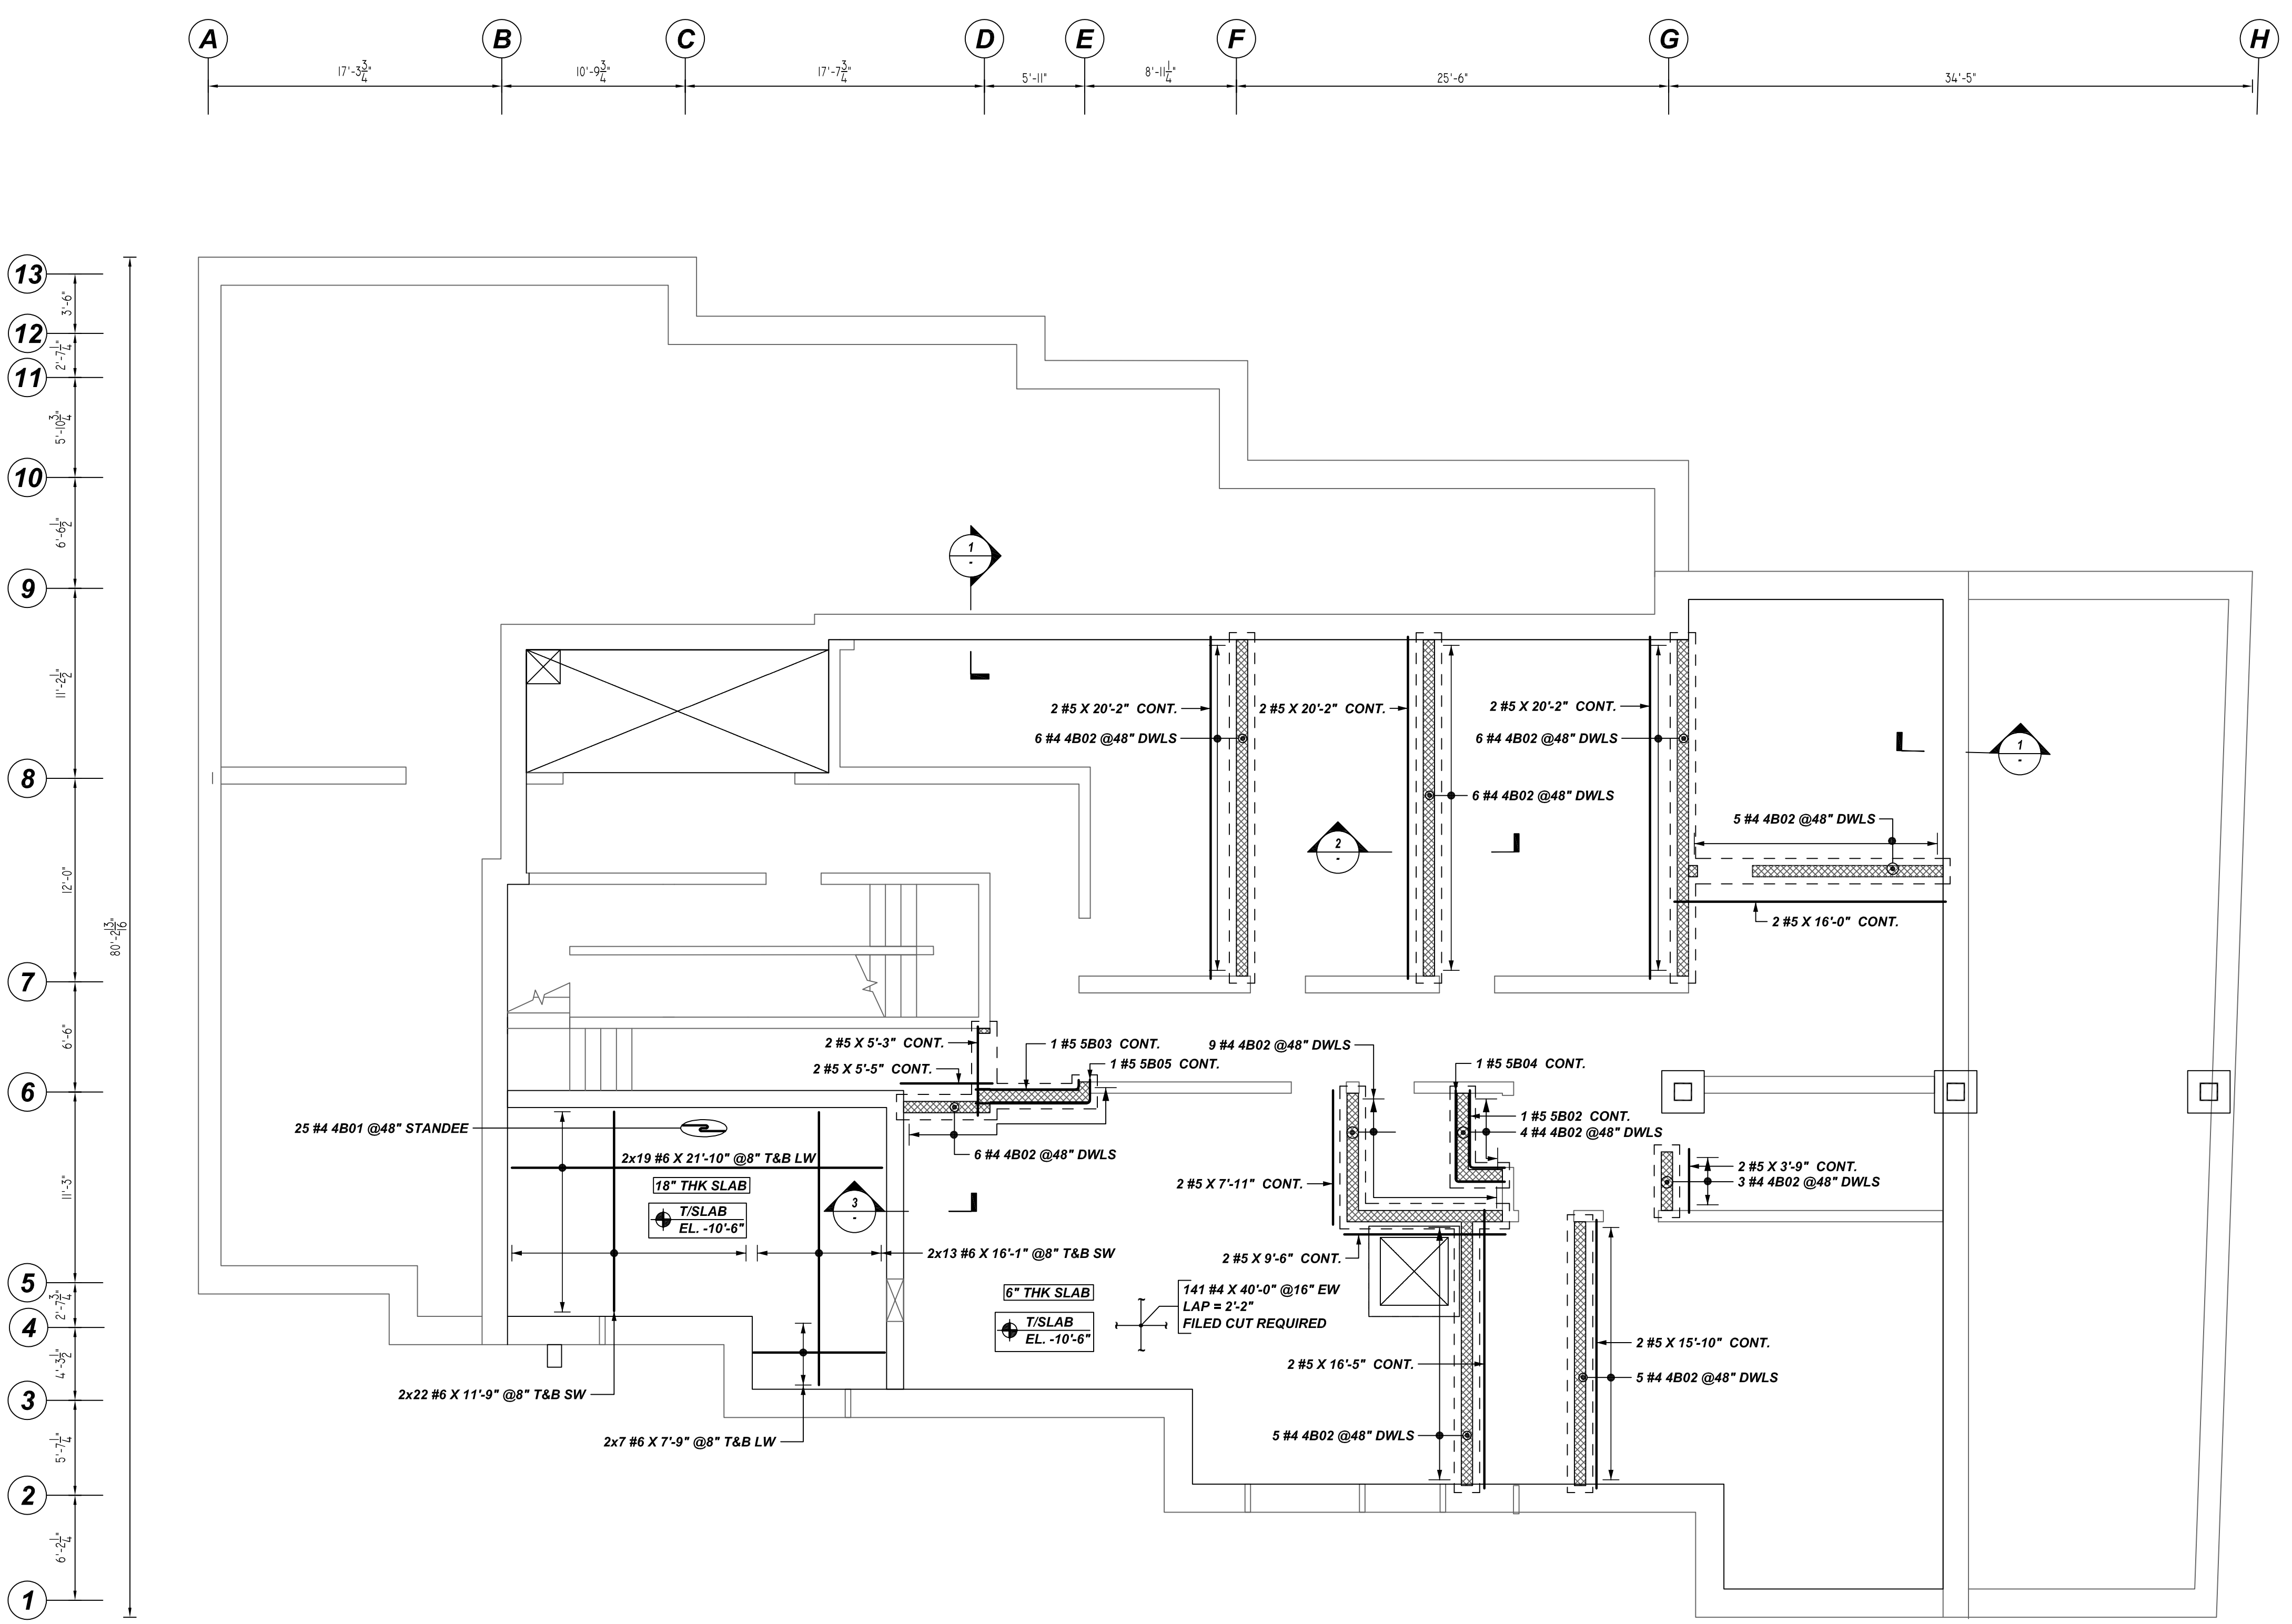 A B C D E F G H
17'-3 3/4" 10'-9 3/4" 17'-7 3/4" 5'-11" 8'-11 1/4" 25'-6" 34'-5"
13
3'-6"
12
2'-7 1/4"
11
5'-10 3/4"
10
6'-6 1/2"
9
11'-2 1/2"
8
12'-0"
80'-2 13/16"
7
6'-6"
6
11'-3"
5
2'-7 3/4"
4
4'-3 1/2"
3
5'-7 1/4"
2
6'-2 1/4"
1
1
-
2 #5 X 20'-2" CONT.
6 #4 4B02 @48" DWLS
2 #5 X 20'-2" CONT.
6 #4 4B02 @48" DWLS
2 #5 X 20'-2" CONT.
6 #4 4B02 @48" DWLS
1
-
2
-
5 #4 4B02 @48" DWLS
2 #5 X 16'-0" CONT.
2 #5 X 5'-3" CONT.
2 #5 X 5'-5" CONT.
1 #5 5B03 CONT.
1 #5 5B05 CONT.
9 #4 4B02 @48" DWLS
1 #5 5B04 CONT.
1 #5 5B02 CONT.
4 #4 4B02 @48" DWLS
25 #4 4B01 @48" STANDEE
6 #4 4B02 @48" DWLS
2x19 #6 X 21'-10" @8" T&B LW
18" THK SLAB
T/SLAB
EL. -10'-6"
3
-
2 #5 X 7'-11" CONT.
2 #5 X 3'-9" CONT.
3 #4 4B02 @48" DWLS
2x13 #6 X 16'-1" @8" T&B SW
2 #5 X 9'-6" CONT.
6" THK SLAB
T/SLAB
EL. -10'-6"
141 #4 X 40'-0" @16" EW
LAP = 2'-2"
FILED CUT REQUIRED
2 #5 X 16'-5" CONT.
2 #5 X 15'-10" CONT.
5 #4 4B02 @48" DWLS
2x22 #6 X 11'-9" @8" T&B SW
2x7 #6 X 7'-9" @8" T&B LW
5 #4 4B02 @48" DWLS